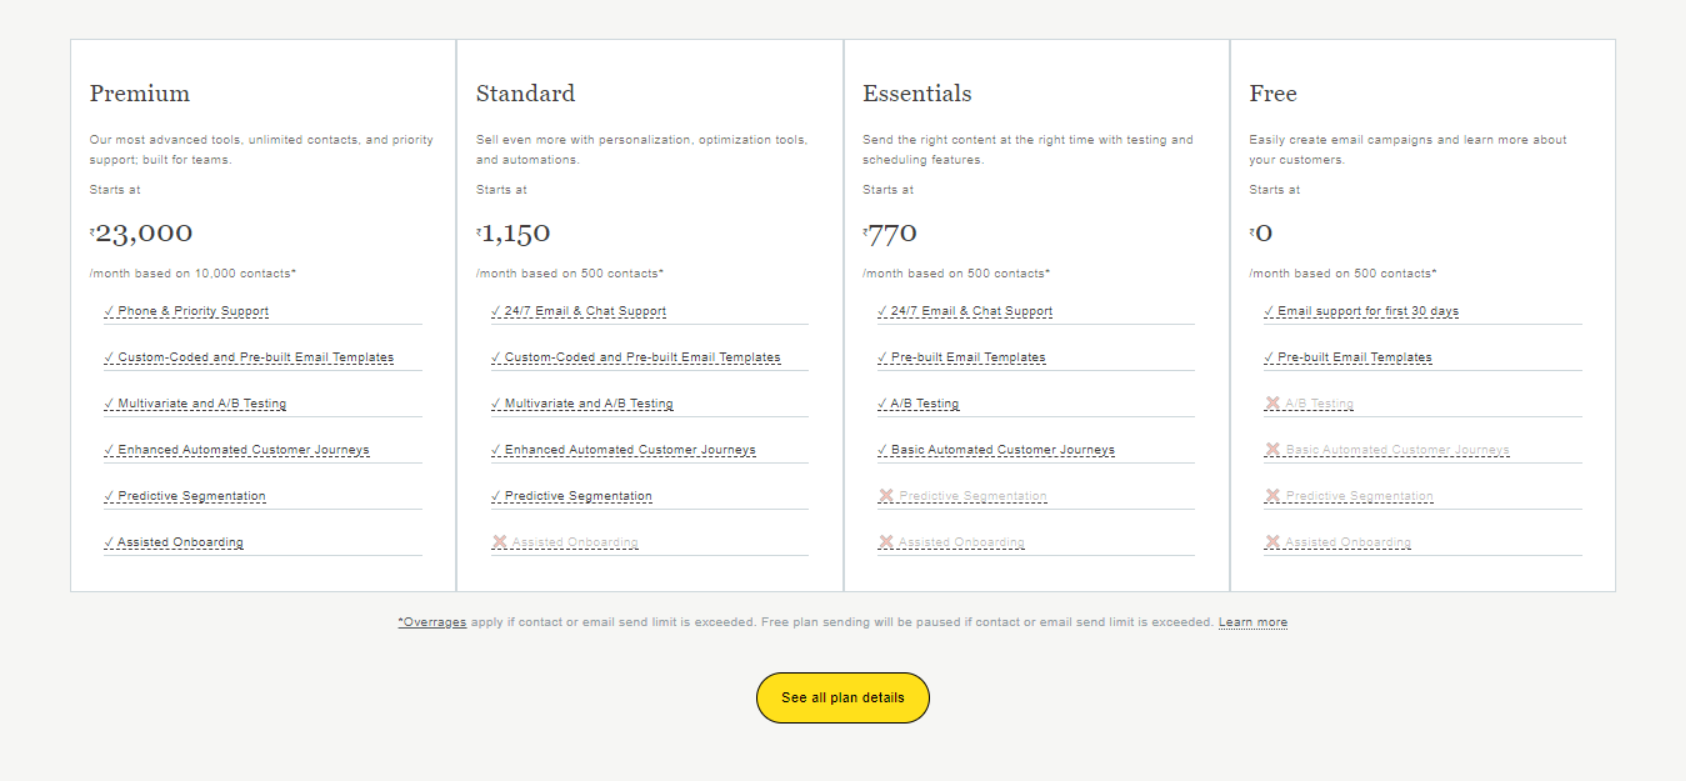 Premium
Our most advanced tools, unlimited contacts, and priority
support; built for teams.
Starts at
₹23,000
/month based on 10,000 contacts*
✓ Phone & Priority Support
✓ Custom-Coded and Pre-built Email Templates
✓ Multivariate and A/B Testing
✓ Enhanced Automated Customer Journeys
✓ Predictive Segmentation
✓ Assisted Onboarding
Standard
Sell even more with personalization, optimization tools,
and automations.
Starts at
₹1,150
/month based on 500 contacts*
✓ 24/7 Email & Chat Support
✓ Custom-Coded and Pre-built Email Templates
✓ Multivariate and A/B Testing
✓ Enhanced Automated Customer Journeys
✓ Predictive Segmentation
❌ Assisted Onboarding
Essentials
Send the right content at the right time with testing and
scheduling features.
Starts at
₹770
/month based on 500 contacts*
✓ 24/7 Email & Chat Support
✓ Pre-built Email Templates
✓ A/B Testing
✓ Basic Automated Customer Journeys
❌ Predictive Segmentation
❌ Assisted Onboarding
Free
Easily create email campaigns and learn more about
your customers.
Starts at
₹0
/month based on 500 contacts*
✓ Email support for first 30 days
✓ Pre-built Email Templates
❌ A/B Testing
❌ Basic Automated Customer Journeys
❌ Predictive Segmentation
❌ Assisted Onboarding
*Overrages apply if contact or email send limit is exceeded. Free plan sending will be paused if contact or email send limit is exceeded. Learn more
See all plan details